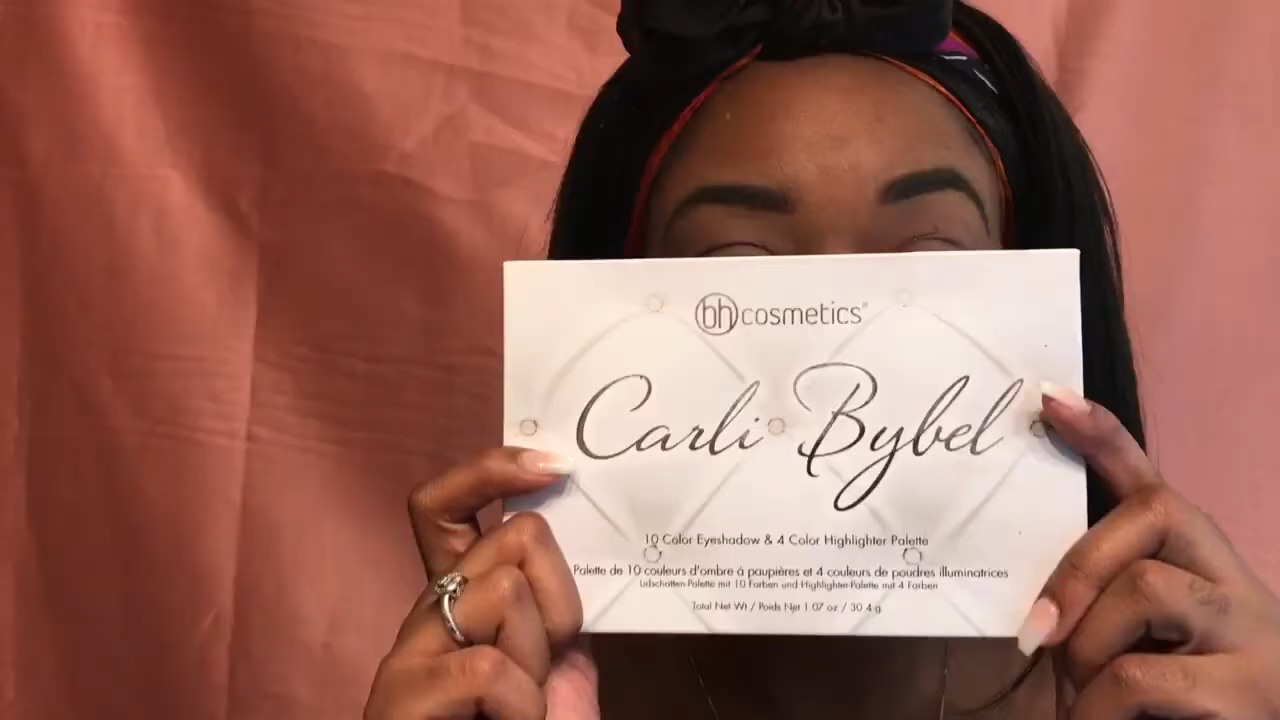 bh cosmetics®
Carli Bybel
10 Color Eyeshadow & 4 Color Highlighter Palette
Palette de 10 couleurs d'ombre à paupières et 4 couleurs de poudres illuminatrices
Lidschatten-Palette mit 10 Farben und Highlighter-Palette mit 4 Farben
Total Net Wt / Poids Net 1.07 oz / 30.4 g